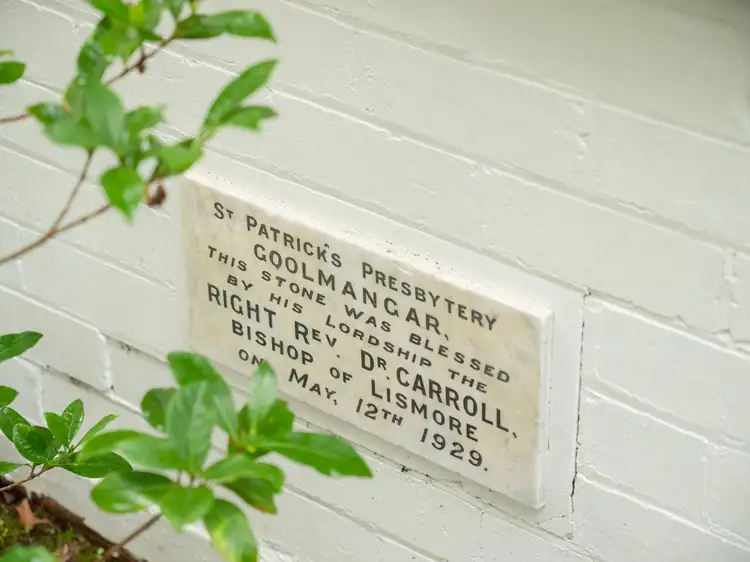 ST PATRICK'S PRESBYTERY
GOOLMANGAR.
THIS STONE WAS BLESSED
BY HIS LORDSHIP THE
RIGHT REV. DR. CARROLL,
BISHOP OF LISMORE
ON MAY, 12TH 1929.